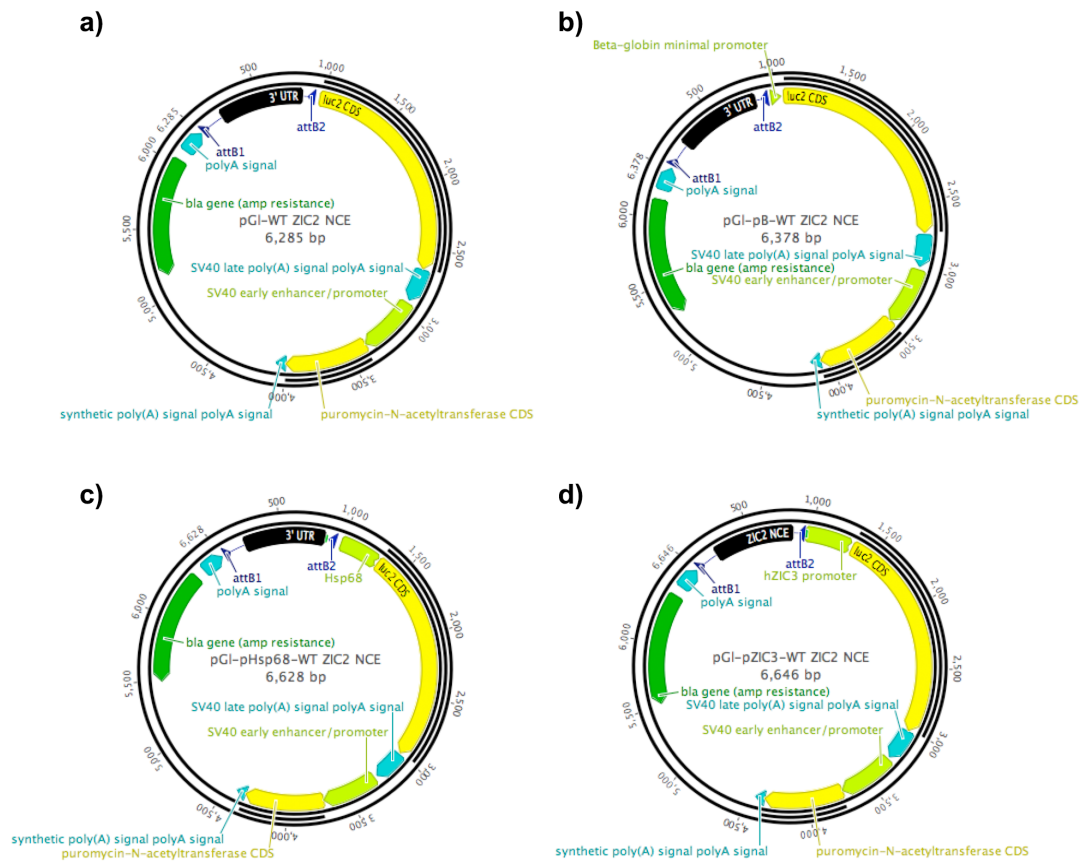 a)
500
1,000
1,500
2,000
2,500
3,000
3,500
4,000
4,500
5,000
5,500
6,000
6,285
3' UTR
luc2 CDS
attB2
attB1
polyA signal
bla gene (amp resistance)
pGl-WT ZIC2 NCE
6,285 bp
SV40 late poly(A) signal polyA signal
SV40 early enhancer/promoter
synthetic poly(A) signal polyA signal
puromycin-N-acetyltransferase CDS
b)
Beta-globin minimal promoter
500
1,000
1,500
2,000
2,500
3,000
3,500
4,000
4,500
5,500
6,000
6,378
3' UTR
luc2 CDS
attB2
attB1
polyA signal
pGl-pB-WT ZIC2 NCE
6,378 bp
SV40 late poly(A) signal polyA signal
bla gene (amp resistance)
SV40 early enhancer/promoter
puromycin-N-acetyltransferase CDS
synthetic poly(A) signal polyA signal
c)
500
1,000
1,500
2,000
2,500
3,000
3,500
4,000
4,500
5,000
5,500
6,000
6,628
3' UTR
luc2 CDS
attB2
Hsp68
attB1
polyA signal
bla gene (amp resistance)
pGl-pHsp68-WT ZIC2 NCE
6,628 bp
SV40 late poly(A) signal polyA signal
SV40 early enhancer/promoter
synthetic poly(A) signal polyA signal
puromycin-N-acetyltransferase CDS
d)
500
1,000
1,500
2,000
2,500
3,000
3,500
4,000
4,500
5,500
6,000
6,646
ZIC2 NCE
luc2 CDS
attB2
hZIC3 promoter
attB1
polyA signal
pGl-pZIC3-WT ZIC2 NCE
6,646 bp
bla gene (amp resistance)
SV40 late poly(A) signal polyA signal
SV40 early enhancer/promoter
synthetic poly(A) signal polyA signal
puromycin-N-acetyltransferase CDS